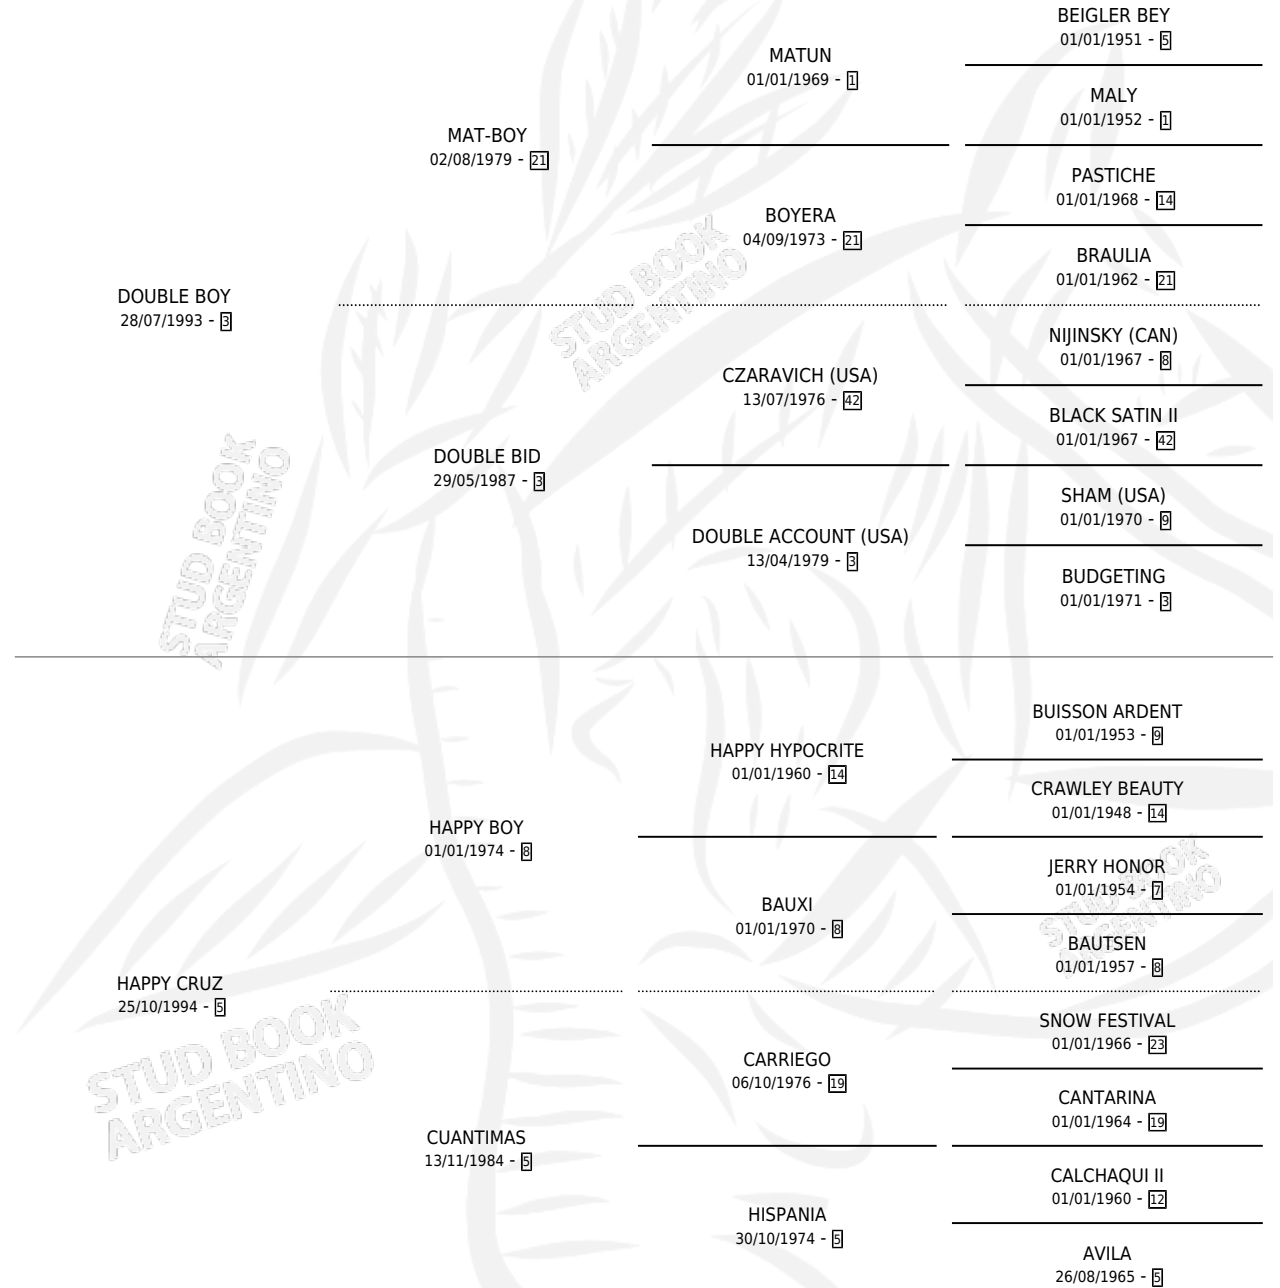 BEIGLER BEY
01/01/1951 - 5
MATUN
01/01/1969 - 1
MALY
01/01/1952 - 1
MAT-BOY
02/08/1979 - 21
PASTICHE
01/01/1968 - 14
BOYERA
04/09/1973 - 21
BRAULIA
01/01/1962 - 21
DOUBLE BOY
28/07/1993 - 3
STUD BOOK
ARGENTINO
NIJINSKY (CAN)
01/01/1967 - 8
CZARAVICH (USA)
13/07/1976 - 42
BLACK SATIN II
01/01/1967 - 42
DOUBLE BID
29/05/1987 - 3
SHAM (USA)
01/01/1970 - 9
DOUBLE ACCOUNT (USA)
13/04/1979 - 3
BUDGETING
01/01/1971 - 3
STUD BOOK
ARGENTINO
BUISSON ARDENT
01/01/1953 - 9
HAPPY HYPOCRITE
01/01/1960 - 14
CRAWLEY BEAUTY
01/01/1948 - 14
HAPPY BOY
01/01/1974 - 8
JERRY HONOR
01/01/1954 - 7
STUD BOOK
ARGENTINO
BAUXI
01/01/1970 - 8
BAUTSEN
01/01/1957 - 8
HAPPY CRUZ
25/10/1994 - 5
SNOW FESTIVAL
01/01/1966 - 23
CARRIEGO
06/10/1976 - 19
CANTARINA
01/01/1964 - 19
STUD BOOK
ARGENTINO
CUANTIMAS
13/11/1984 - 5
CALCHAQUI II
01/01/1960 - 12
HISPANIA
30/10/1974 - 5
AVILA
26/08/1965 - 5